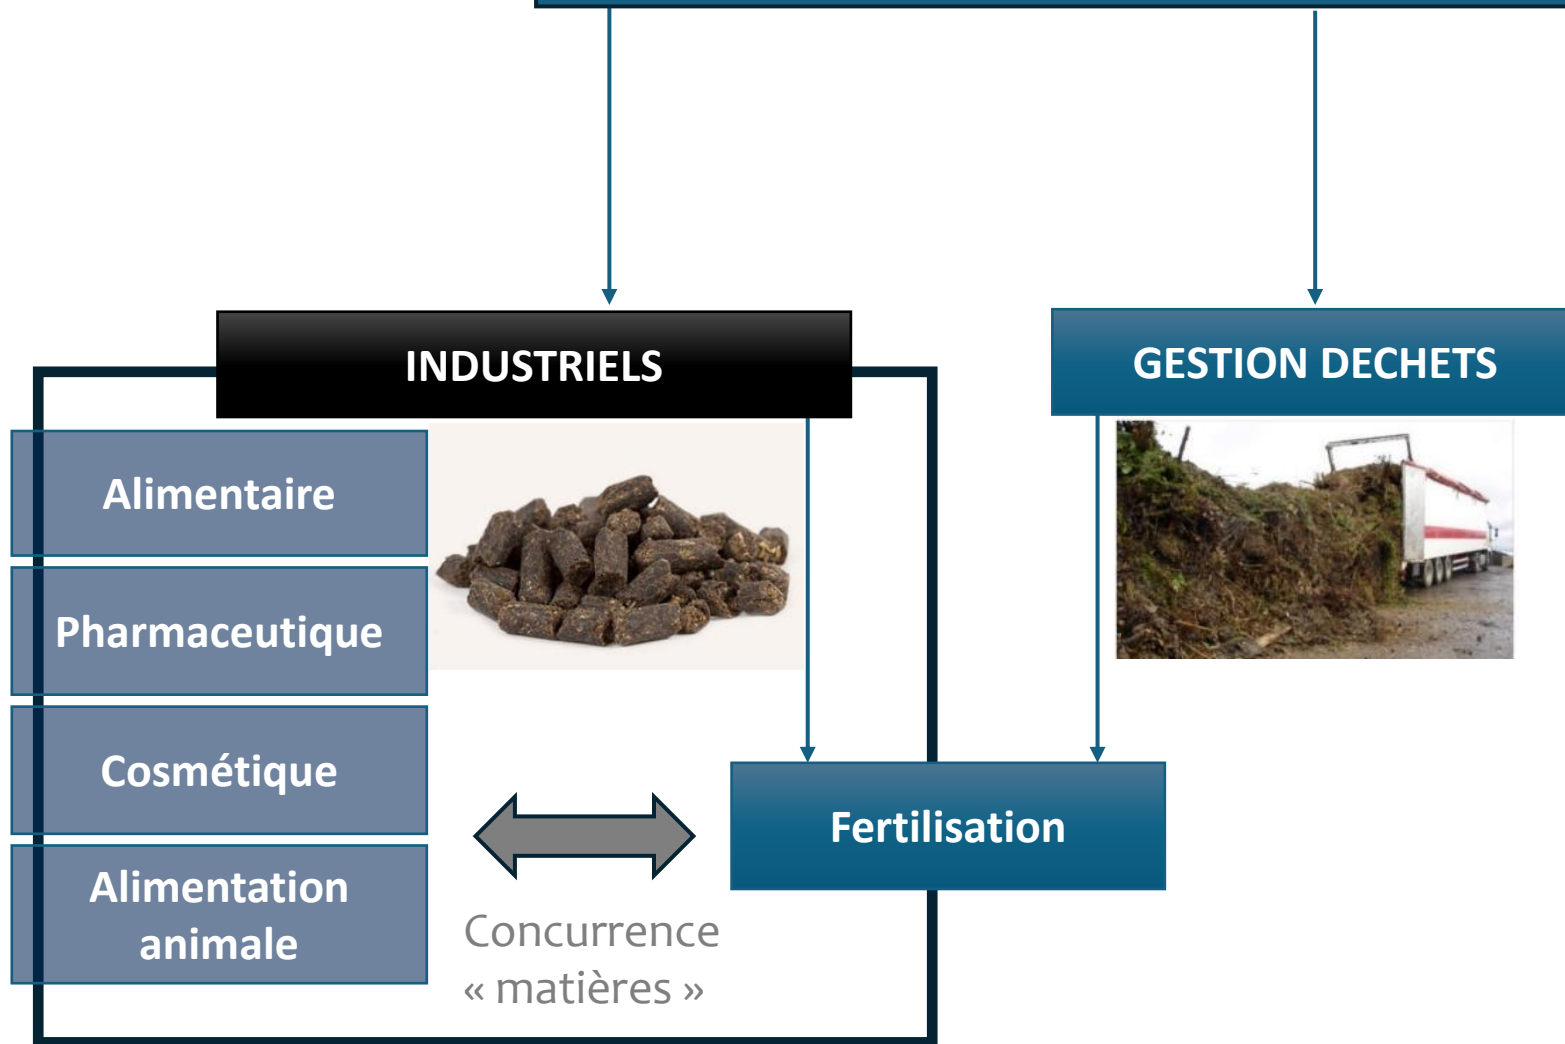 INDUSTRIELS
GESTION DECHETS
Alimentaire
Pharmaceutique
Cosmétique
Alimentation
animale
Fertilisation
Concurrence
« matières »